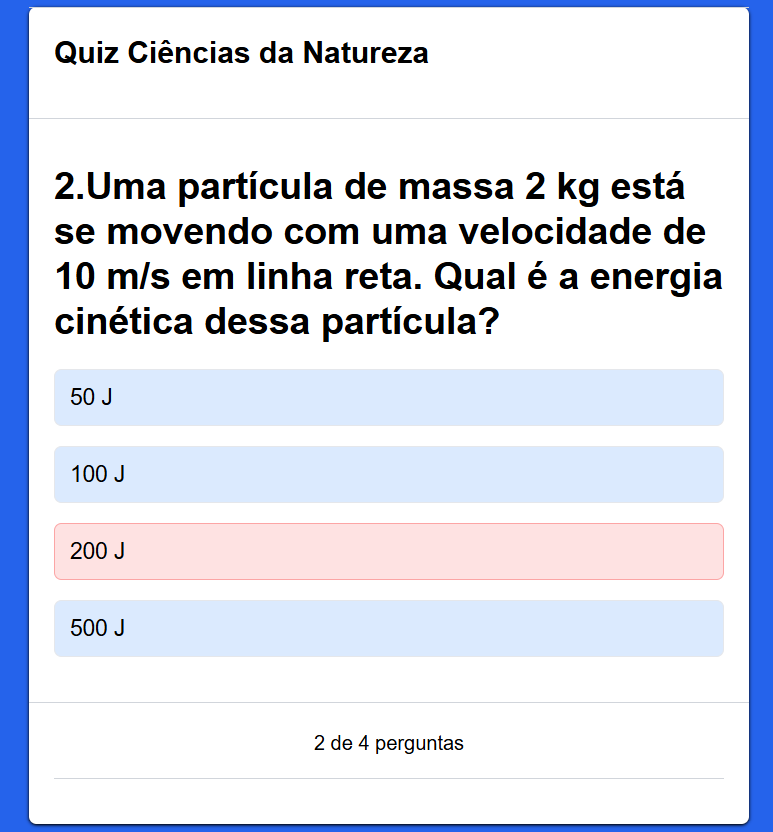 Quiz Ciências da Natureza
2.Uma partícula de massa 2 kg está
se movendo com uma velocidade de
10 m/s em linha reta. Qual é a energia
cinética dessa partícula?
50 J
100 J
200 J
500 J
2 de 4 perguntas